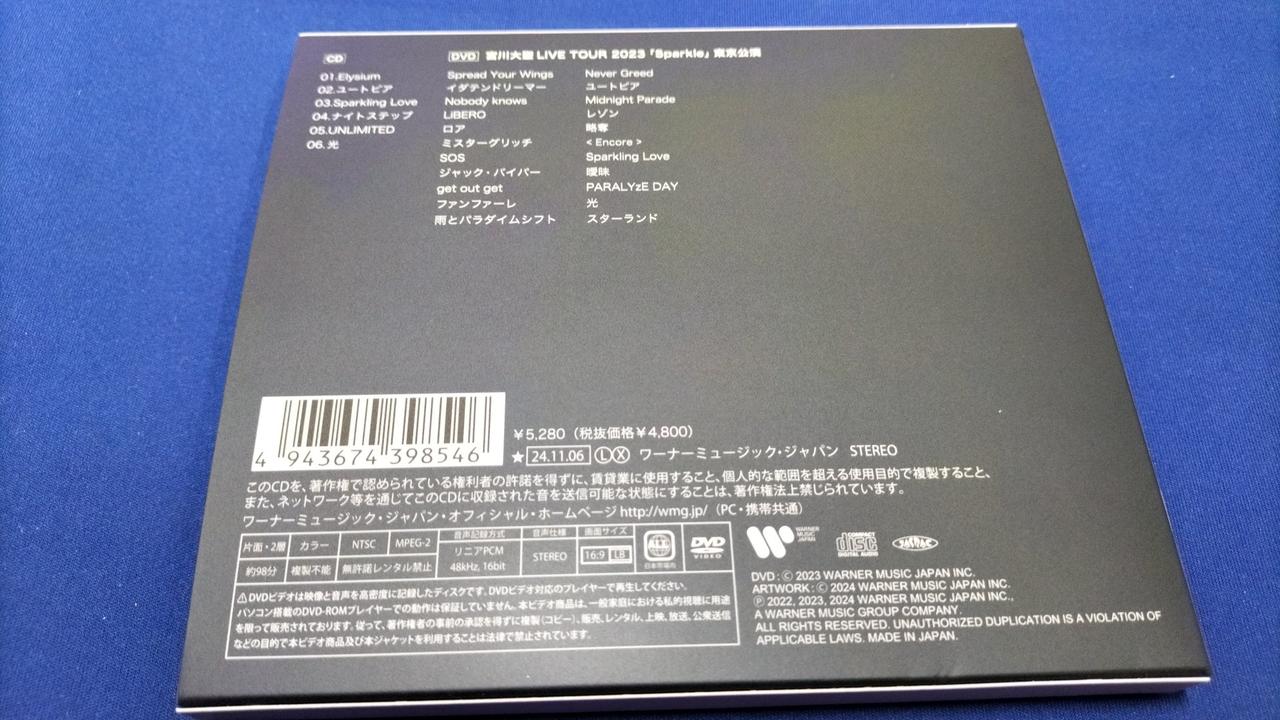 CD
01.Elysium
02.ユートピア
03.Sparkling Love
04.ナイトステップ
05.UNLIMITED
06.光
DVD 宮川大聖 LIVE TOUR 2023「Sparkle」東京公演
Spread Your Wings
イダテンドリーマー
Nobody knows
LIBERO
ロア
ミスターグリッチ
SOS
ジャック・バイパー
get out get
ファンファーレ
雨とパラダイムシフト
Never Greed
ユートピア
Midnight Parade
レゾン
略奪
< Encore >
Sparkling Love
曖昧
PARALYzE DAY
光
スターランド
4 943674 398546
￥5,280（税抜価格￥4,800）
★ 24.11.06 Ⓛ Ⓧ ワーナーミュージック・ジャパン STEREO
このCDを、著作権で認められている権利者の許諾を得ずに、賃貸業に使用すること、個人的な範囲を超える使用目的で複製すること、
また、ネットワーク等を通じてこのCDに収録された音を送信可能な状態にすることは、著作権法上禁じられています。
ワーナーミュージック・ジャパン・オフィシャル・ホームページ http://wmg.jp/（PC・携帯共通）
片面・2層 カラー NTSC MPEG-2 音声記録方式 音声仕様 画面サイズ
リニアPCM STEREO 16:9 LB ALL DVD
約98分 複製不能 無許諾レンタル禁止 48kHz, 16bit 日本市場向 VIDEO
⚠DVDビデオは映像と音声を高密度に記録したディスクです。DVDビデオ対応のプレイヤーで再生してください。
パソコン搭載のDVD-ROMプレイヤーでの動作は保証していません。本ビデオ商品は、一般家庭における私的視聴に用途
を限って販売されております。従って、著作権者の事前の承認を得ずに複製（コピー）、販売、レンタル、上映、放送、公衆送信
などの目的で本ビデオ商品及び本ジャケットを利用することは法律で禁止されています。
WARNER
MUSIC
JAPAN
COMPACT
disc
DIGITAL AUDIO
JASRAC
DVD : Ⓒ 2023 WARNER MUSIC JAPAN INC.
ARTWORK : Ⓒ 2024 WARNER MUSIC JAPAN INC.
Ⓟ 2022, 2023, 2024 WARNER MUSIC JAPAN INC.,
A WARNER MUSIC GROUP COMPANY.
ALL RIGHTS RESERVED. UNAUTHORIZED DUPLICATION IS A VIOLATION OF
APPLICABLE LAWS. MADE IN JAPAN.